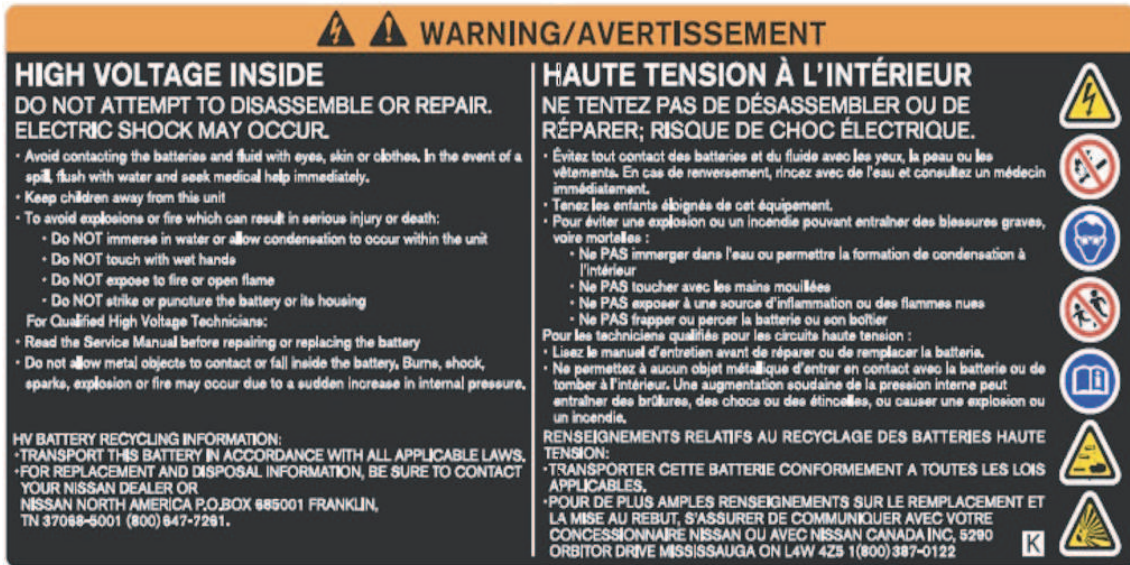 WARNING/AVERTISSEMENT
HIGH VOLTAGE INSIDE
DO NOT ATTEMPT TO DISASSEMBLE OR REPAIR.
ELECTRIC SHOCK MAY OCCUR.
• Avoid contacting the batteries and fluid with eyes, skin or clothes. In the event of a
spill, flush with water and seek medical help immediately.
• Keep children away from this unit
• To avoid explosions or fire which can result in serious injury or death:
• Do NOT immerse in water or allow condensation to occur within the unit
• Do NOT touch with wet hands
• Do NOT expose to fire or open flame
• Do NOT strike or puncture the battery or its housing
For Qualified High Voltage Technicians:
• Read the Service Manual before repairing or replacing the battery
• Do not allow metal objects to contact or fall inside the battery. Burns, shock,
sparks, explosion or fire may occur due to a sudden increase in internal pressure.
HV BATTERY RECYCLING INFORMATION:
•TRANSPORT THIS BATTERY IN ACCORDANCE WITH ALL APPLICABLE LAWS.
•FOR REPLACEMENT AND DISPOSAL INFORMATION, BE SURE TO CONTACT
YOUR NISSAN DEALER OR
NISSAN NORTH AMERICA P.O.BOX 685001 FRANKLIN,
TN 37068-5001 (800) 647-7261.
HAUTE TENSION À L'INTÉRIEUR
NE TENTEZ PAS DE DÉSASSEMBLER OU DE
RÉPARER; RISQUE DE CHOC ÉLECTRIQUE.
• Évitez tout contact des batteries et du fluide avec les yeux, la peau ou les
vêtements. En cas de renversement, rincez avec de l'eau et consultez un médecin
immédiatement.
• Tenez les enfants éloignés de cet équipement.
• Pour éviter une explosion ou un incendie pouvant entraîner des blessures graves,
voire mortelles :
• Ne PAS immerger dans l'eau ou permettre la formation de condensation à
l'intérieur
• Ne PAS toucher avec les mains mouillées
• Ne PAS exposer à une source d'inflammation ou des flammes nues
• Ne PAS frapper ou percer la batterie ou son boîtier
Pour les techniciens qualifiés pour les circuits haute tension :
• Lisez le manuel d'entretien avant de réparer ou de remplacer la batterie.
• Ne permettez à aucun objet métallique d'entrer en contact avec la batterie ou de
tomber à l'intérieur. Une augmentation soudaine de la pression interne peut
entraîner des brûlures, des chocs ou des étincelles, ou causer une explosion ou
un incendie.
RENSEIGNEMENTS RELATIFS AU RECYCLAGE DES BATTERIES HAUTE
TENSION:
•TRANSPORTER CETTE BATTERIE CONFORMEMENT A TOUTES LES LOIS
APPLICABLES.
•POUR DE PLUS AMPLES RENSEIGNEMENTS SUR LE REMPLACEMENT ET
LA MISE AU REBUT, S'ASSURER DE COMMUNIQUER AVEC VOTRE
CONCESSIONNAIRE NISSAN OU AVEC NISSAN CANADA INC, 5290
ORBITOR DRIVE MISSISSAUGA ON L4W 4Z5 1(800) 387-0122
K